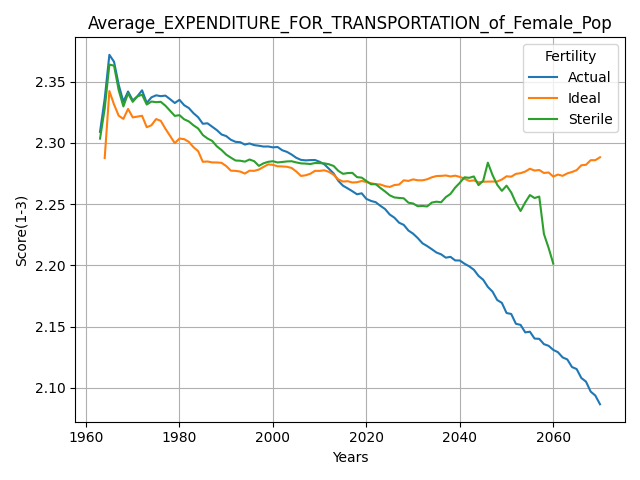 Average_EXPENDITURE_FOR_TRANSPORTATION_of_Female_Pop
Fertility
Actual
Ideal
Sterile
Score(1-3)
2.35
2.30
2.25
2.20
2.15
2.10
1960 1980 2000 2020 2040 2060
Years